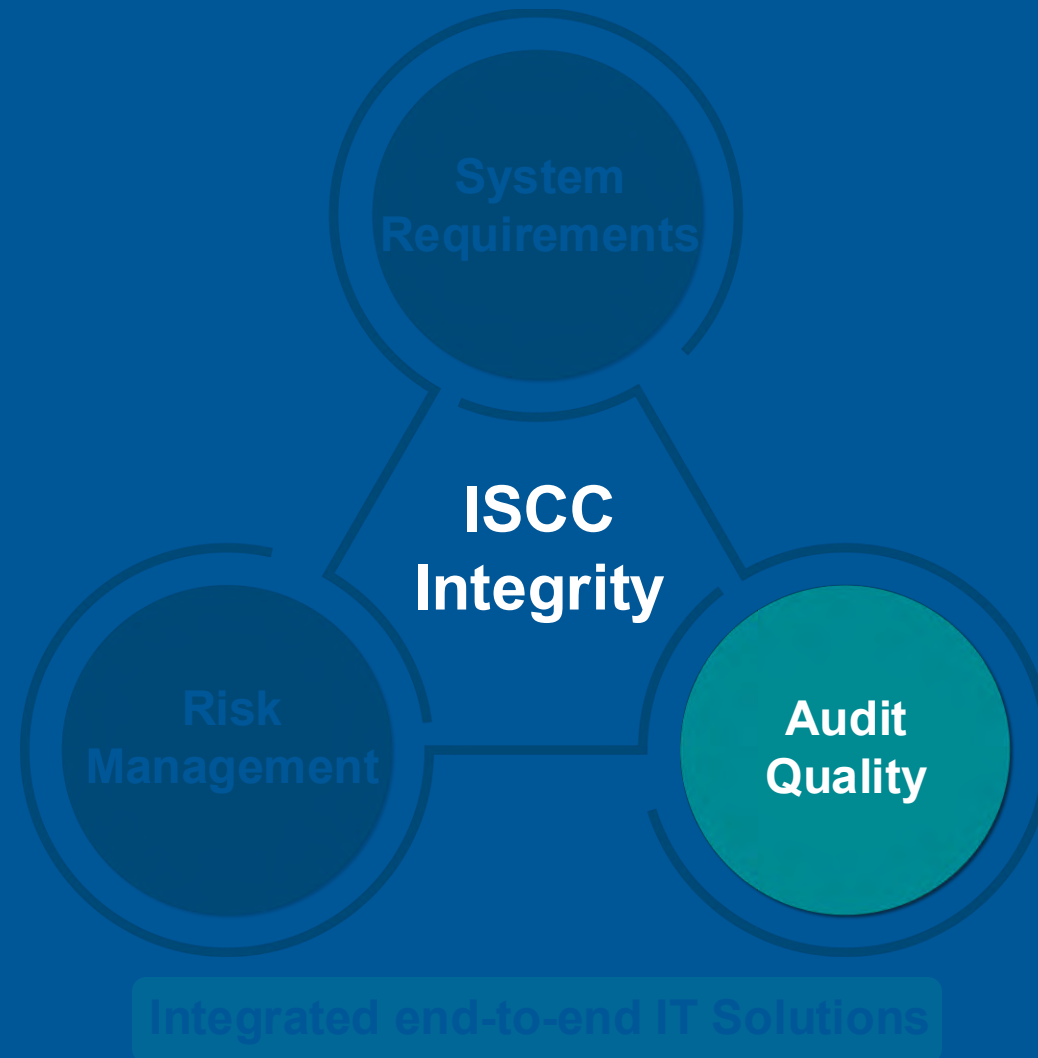 System
Requirements
ISCC
Integrity
Risk
Management
Audit
Quality
Integrated end-to-end IT Solutions